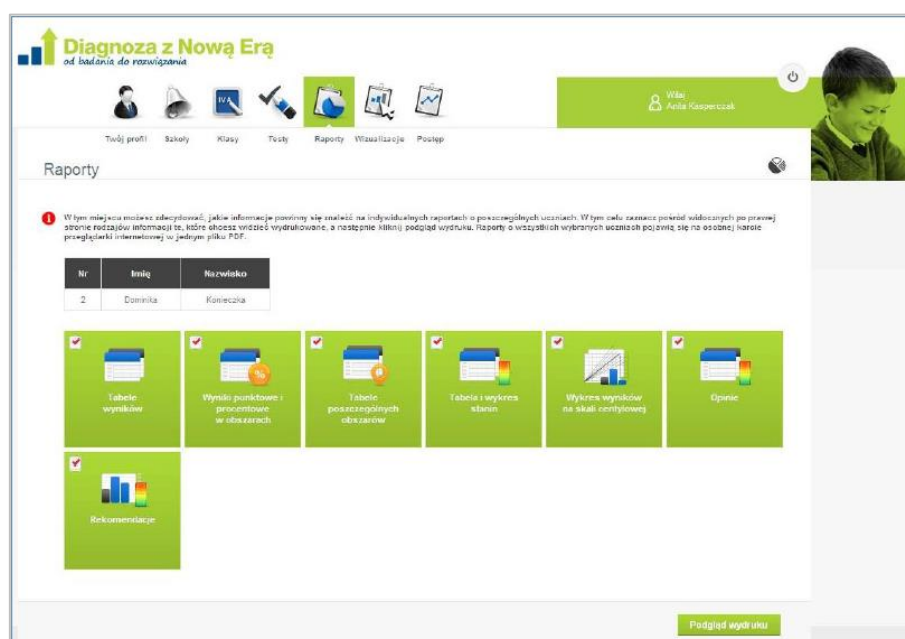 Diagnoza z Nową Erą
od badania do rozwiązania
IVA
Witaj
Anita Kasperczak
Twój profil Szkoły Klasy Testy Raporty Wizualizacje Postęp
Raporty
W tym miejscu możesz zdecydować, jakie informacje powinny się znaleźć na indywidualnych raportach o poszczególnych uczniach. W tym celu zaznacz pośród widocznych po prawej
stronie rodzajów informacji te, które chcesz widzieć wydrukowane, a następnie kliknij podgląd wydruku. Raporty o wszystkich wybranych uczniach pojawią się na osobnej karcie
przeglądarki internetowej w jednym pliku PDF.
Nr Imię Nazwisko
2 Dominika Konieczka
Tabele
wyników
%
Wyniki punktowe i
procentowe
w obszarach
Tabele
poszczególnych
obszarów
Tabela i wykres
stanin
Wykres wyników
na skali centylowej
Opinie
Rekomendacje
Podgląd wydruku